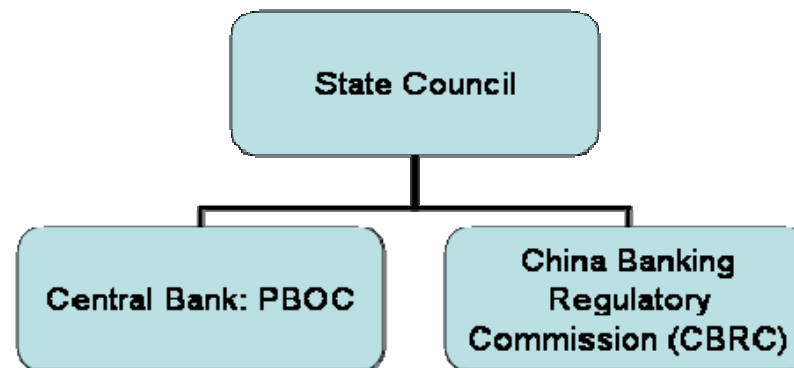 State Council
Central Bank: PBOC
China Banking
Regulatory
Commission (CBRC)